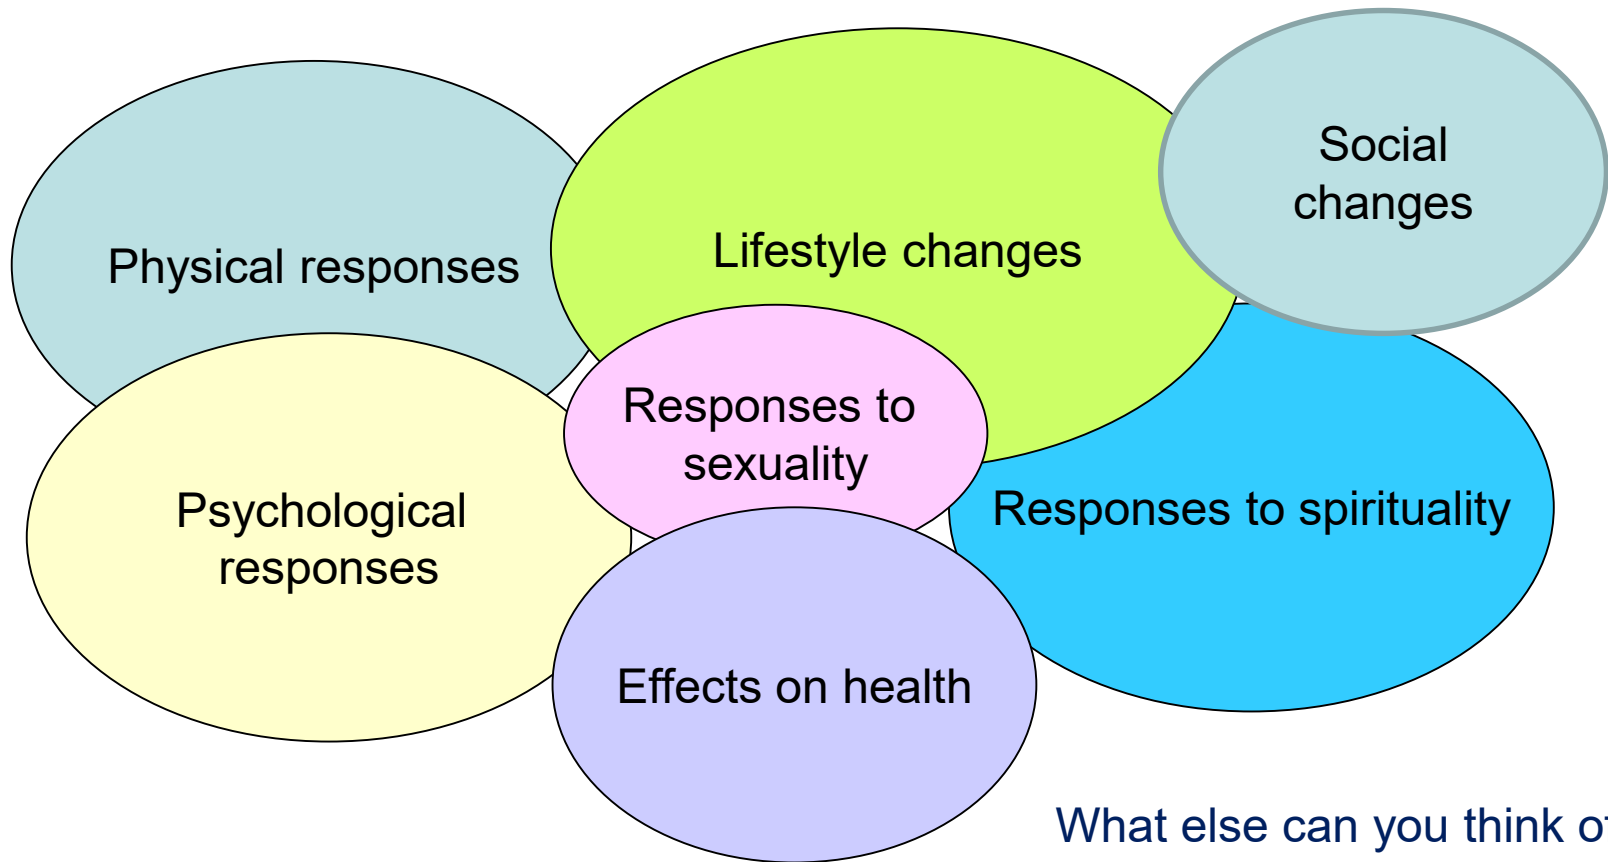 Social
changes
Lifestyle changes
Physical responses
Responses to
sexuality
Psychological
responses
Responses to spirituality
Effects on health
What else can you think